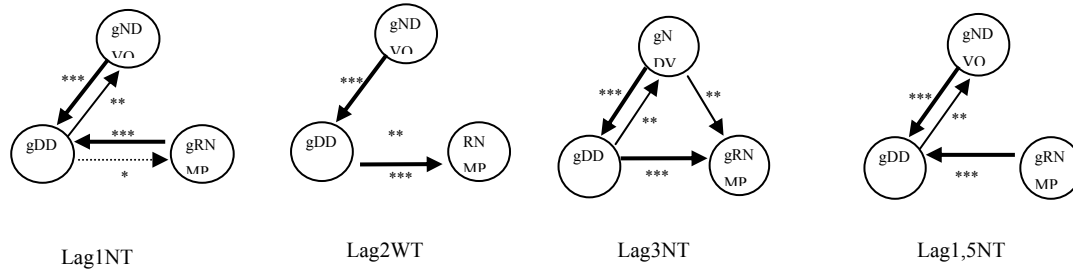 gND
VO
***
**
gDD
***
*
gRN
MP
Lag1NT
gND
VO
***
gDD
**
***
RN
MP
Lag2WT
gN
DV
***
**
**
gDD
***
gRN
MP
Lag3NT
gND
VO
***
**
gDD
***
gRN
MP
Lag1,5NT